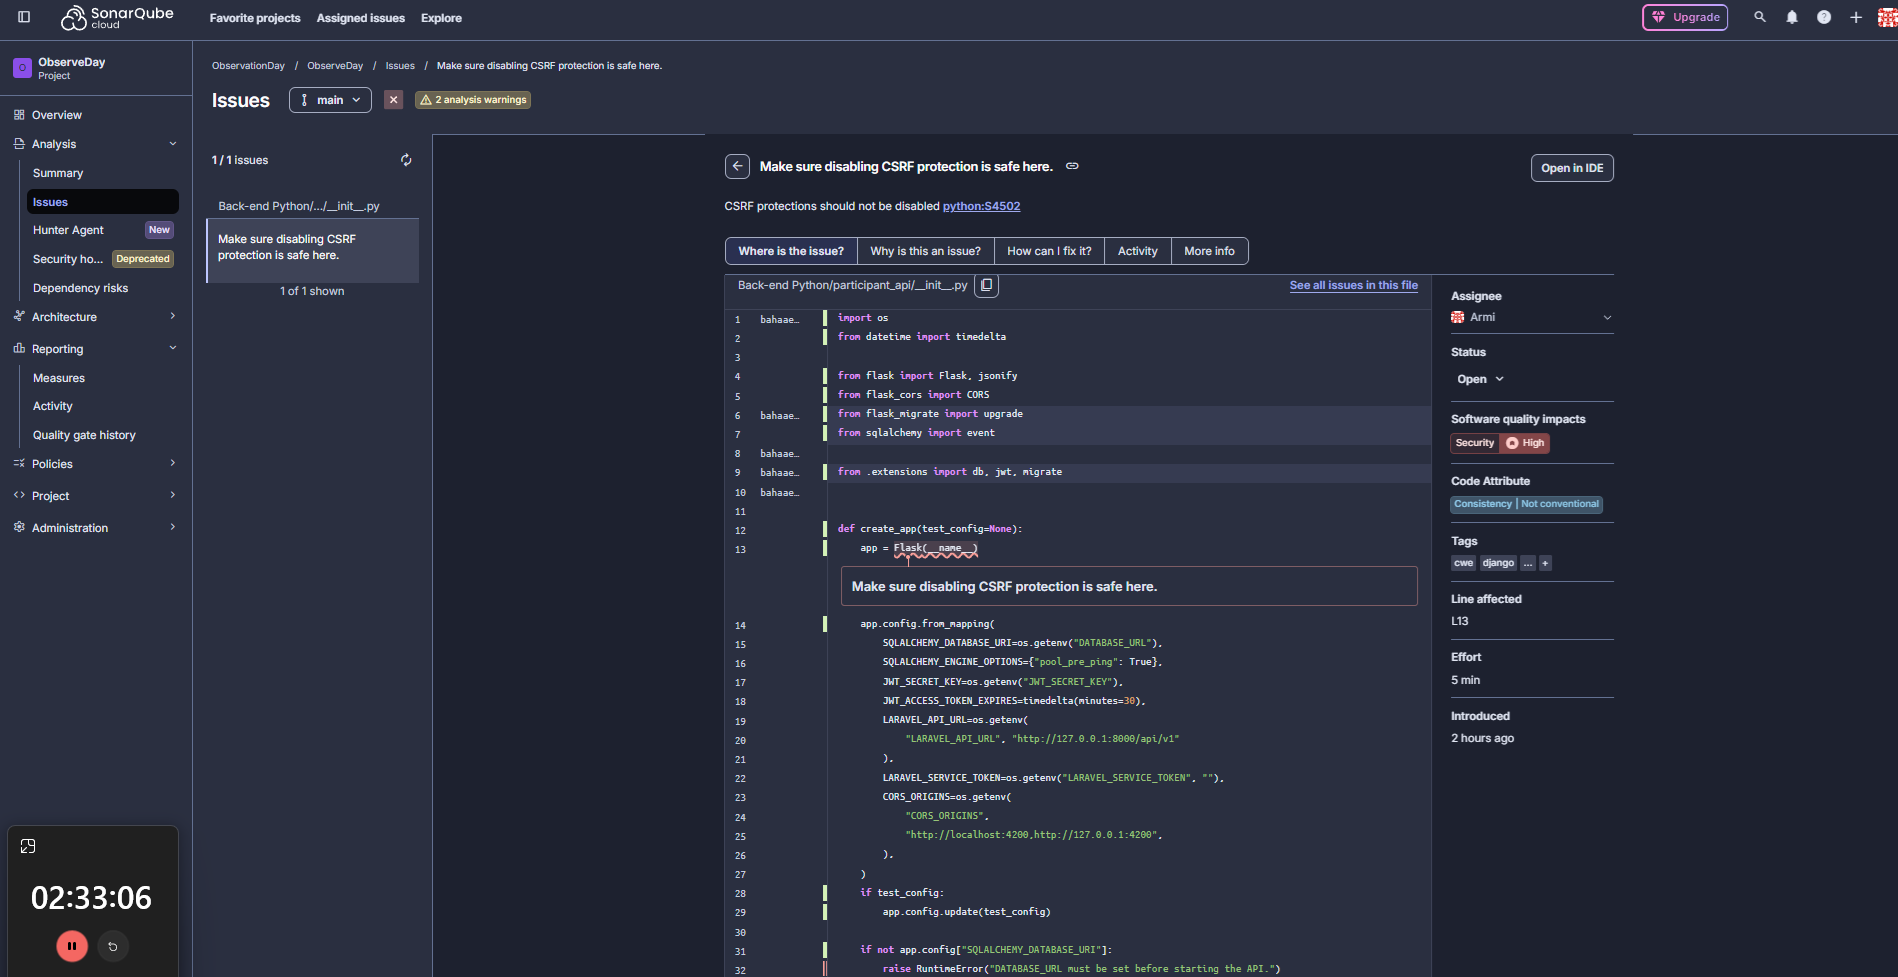 SonarQube cloud
Favorite projects
Assigned issues
Explore
Upgrade
O
ObserveDay
Project
Overview
Analysis
Summary
Issues
Hunter Agent New
Security ho... Deprecated
Dependency risks
Architecture
Reporting
Measures
Activity
Quality gate history
Policies
Project
Administration
02:33:06
ObservationDay / ObserveDay / Issues / Make sure disabling CSRF protection is safe here.
Issues
main
2 analysis warnings
1 / 1 issues
Back-end Python/.../__init__.py
Make sure disabling CSRF
protection is safe here.
1 of 1 shown
Make sure disabling CSRF protection is safe here.
Open in IDE
CSRF protections should not be disabled python:S4502
Where is the issue?
Why is this an issue?
How can I fix it?
Activity
More info
Back-end Python/participant_api/__init__.py
See all issues in this file
1 bahaae... import os
2 from datetime import timedelta
3
4 from flask import Flask, jsonify
5 from flask_cors import CORS
6 bahaae... from flask_migrate import upgrade
7 from sqlalchemy import event
8 bahaae...
9 bahaae... from .extensions import db, jwt, migrate
10 bahaae...
11
12 def create_app(test_config=None):
13 app = Flask(__name__)
Make sure disabling CSRF protection is safe here.
14 app.config.from_mapping(
15 SQLALCHEMY_DATABASE_URI=os.getenv("DATABASE_URL"),
16 SQLALCHEMY_ENGINE_OPTIONS={"pool_pre_ping": True},
17 JWT_SECRET_KEY=os.getenv("JWT_SECRET_KEY"),
18 JWT_ACCESS_TOKEN_EXPIRES=timedelta(minutes=30),
19 LARAVEL_API_URL=os.getenv(
20 "LARAVEL_API_URL", "http://127.0.0.1:8000/api/v1"
21 ),
22 LARAVEL_SERVICE_TOKEN=os.getenv("LARAVEL_SERVICE_TOKEN", ""),
23 CORS_ORIGINS=os.getenv(
24 "CORS_ORIGINS",
25 "http://localhost:4200,http://127.0.0.1:4200",
26 ),
27 )
28 if test_config:
29 app.config.update(test_config)
30
31 if not app.config["SQLALCHEMY_DATABASE_URI"]:
32 raise RuntimeError("DATABASE_URL must be set before starting the API.")
Assignee
Armi
Status
Open
Software quality impacts
Security High
Code Attribute
Consistency | Not conventional
Tags
cwe django ... +
Line affected
L13
Effort
5 min
Introduced
2 hours ago